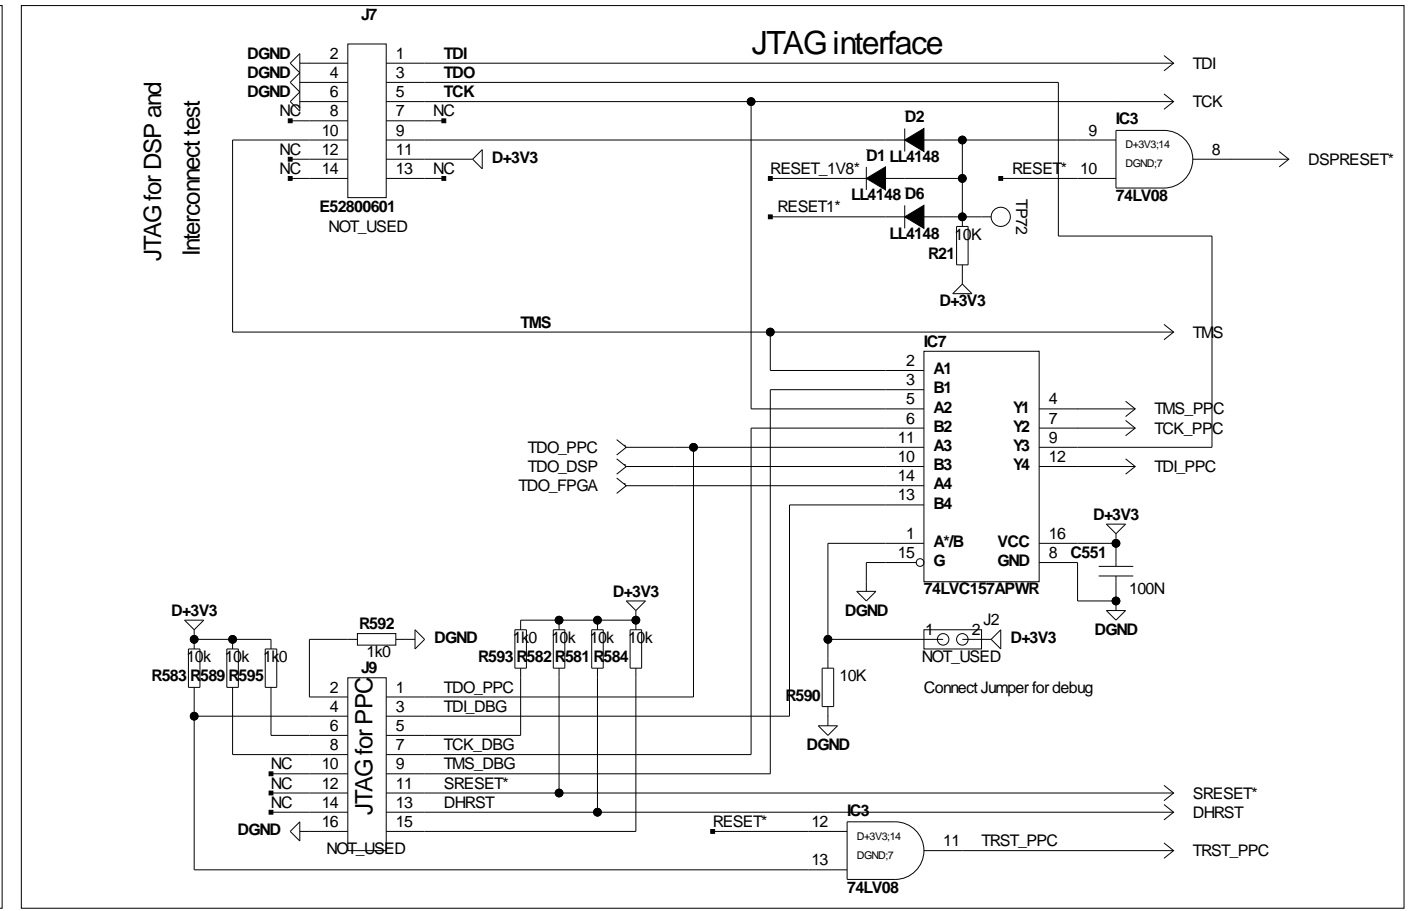 J7
JTAG interface
JTAG for DSP and
Interconnect test
DGND 2 1 TDI TDI
DGND 4 3 TDO
DGND 6 5 TCK TCK
NC 8 7 NC
10 9
NC 12 11 D+3V3
NC 14 13 NC
E52800601
NOT_USED
D2
LL4148
RESET_1V8* D1
LL4148
RESET1* D6
LL4148
TP72
10K
R21
D+3V3
IC3
9 D+3V3;14 8 DSPRESET*
RESET* 10 DGND;7
74LV08
TMS TMS
IC7
2 A1
3 B1
5 A2 Y1 4 TMS_PPC
6 B2 Y2 7 TCK_PPC
TDO_PPC 11 A3 Y3 9
TDO_DSP 10 B3 Y4 12 TDI_PPC
TDO_FPGA 14 A4
13 B4
1 A*/B VCC 16
15 G GND 8
74LVC157APWR
DGND
D+3V3
C551
100N
DGND
J2
1 2 D+3V3
NOT_USED
10K
R590
DGND
Connect Jumper for debug
D+3V3
10k 10k 1k0
R583 R589 R595
R592
1k0
DGND
D+3V3
1k0 10k 10k 10k
R593 R582 R581 R584
J9
JTAG for PPC
2 1 TDO_PPC
4 3 TDI_DBG
6 5
8 7 TCK_DBG
NC 10 9 TMS_DBG
NC 12 11 SRESET* SRESET*
NC 14 13 DHRST DHRST
DGND 16 15
NOT_USED
IC3
RESET* 12 D+3V3;14 11 TRST_PPC TRST_PPC
13 DGND;7
74LV08